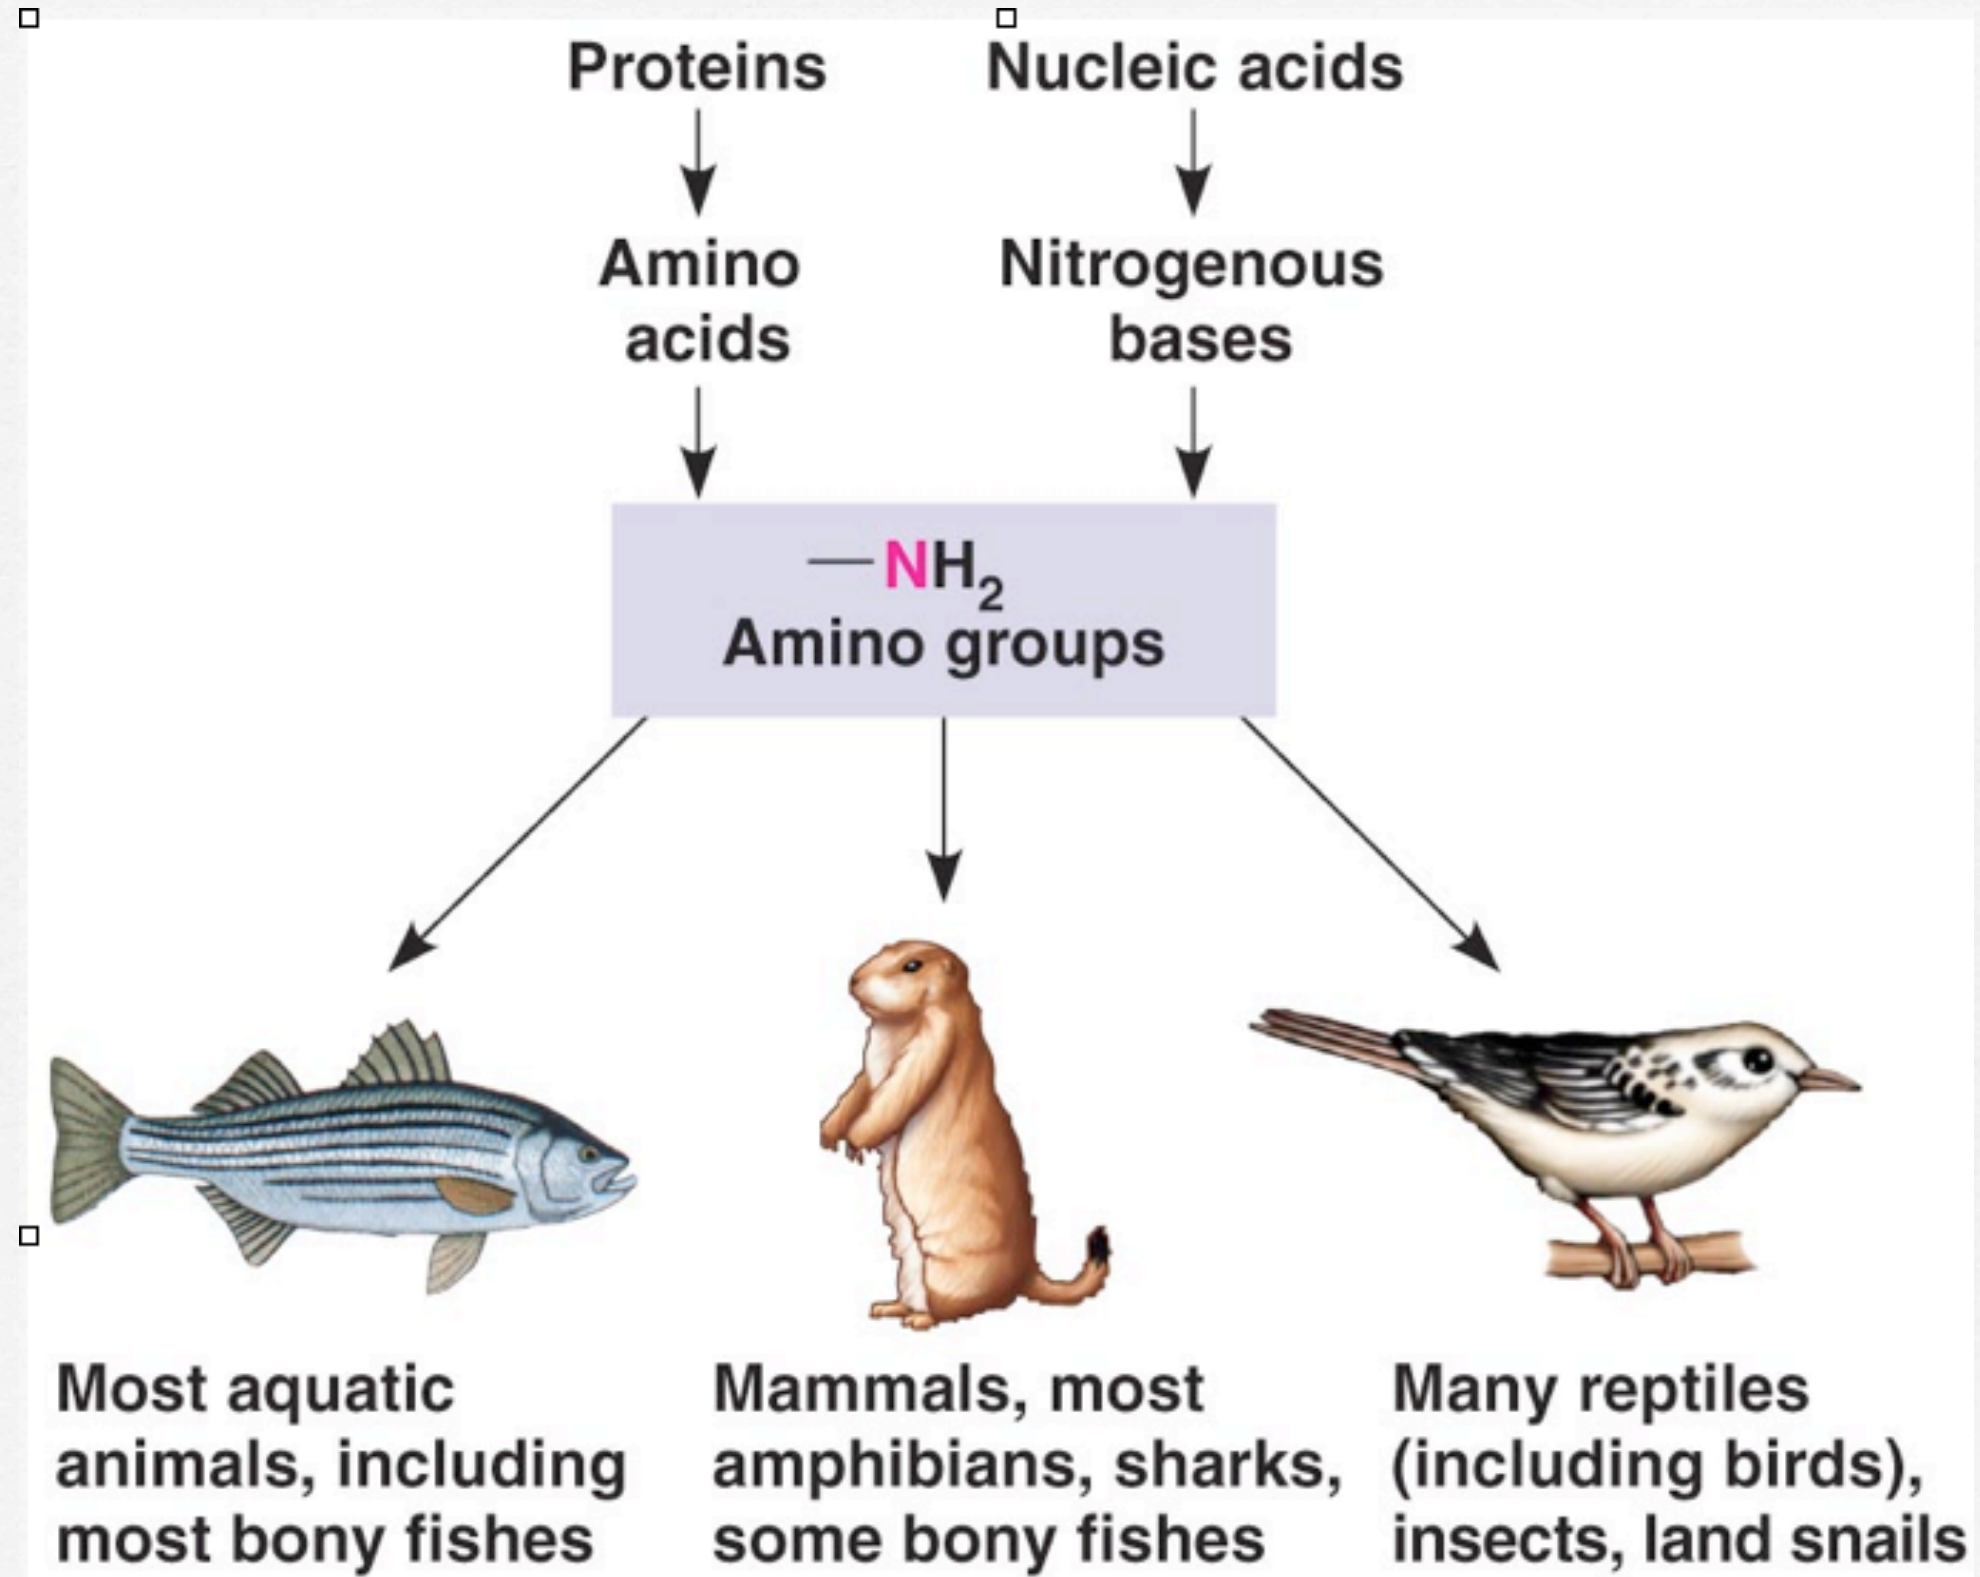 Proteins
Nucleic acids
Amino
acids
Nitrogenous
bases
—NH₂
Amino groups
Most aquatic
animals, including
most bony fishes
Mammals, most
amphibians, sharks,
some bony fishes
Many reptiles
(including birds),
insects, land snails